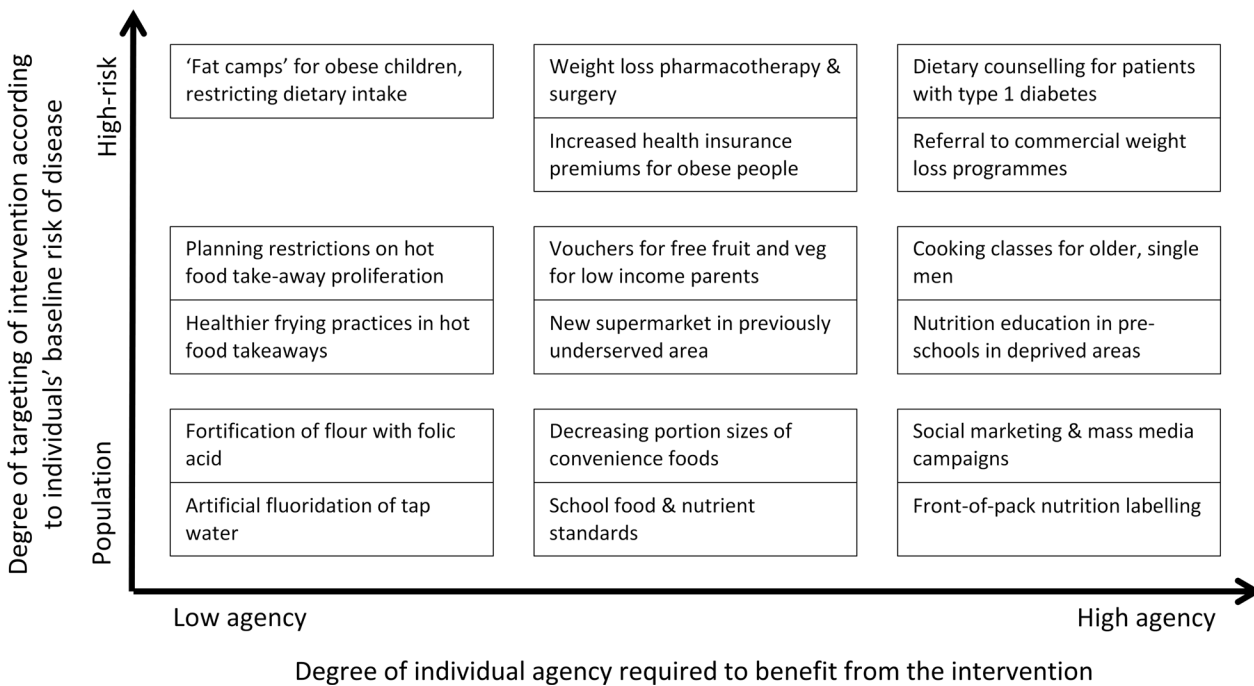 Degree of targeting of intervention according
to individuals’ baseline risk of disease
High-risk
Population
‘Fat camps’ for obese children,
restricting dietary intake
Weight loss pharmacotherapy &
surgery
Increased health insurance
premiums for obese people
Dietary counselling for patients
with type 1 diabetes
Referral to commercial weight
loss programmes
Planning restrictions on hot
food take-away proliferation
Healthier frying practices in hot
food takeaways
Vouchers for free fruit and veg
for low income parents
New supermarket in previously
underserved area
Cooking classes for older, single
men
Nutrition education in pre-
schools in deprived areas
Fortification of flour with folic
acid
Artificial fluoridation of tap
water
Decreasing portion sizes of
convenience foods
School food & nutrient
standards
Social marketing & mass media
campaigns
Front-of-pack nutrition labelling
Low agency
High agency
Degree of individual agency required to benefit from the intervention